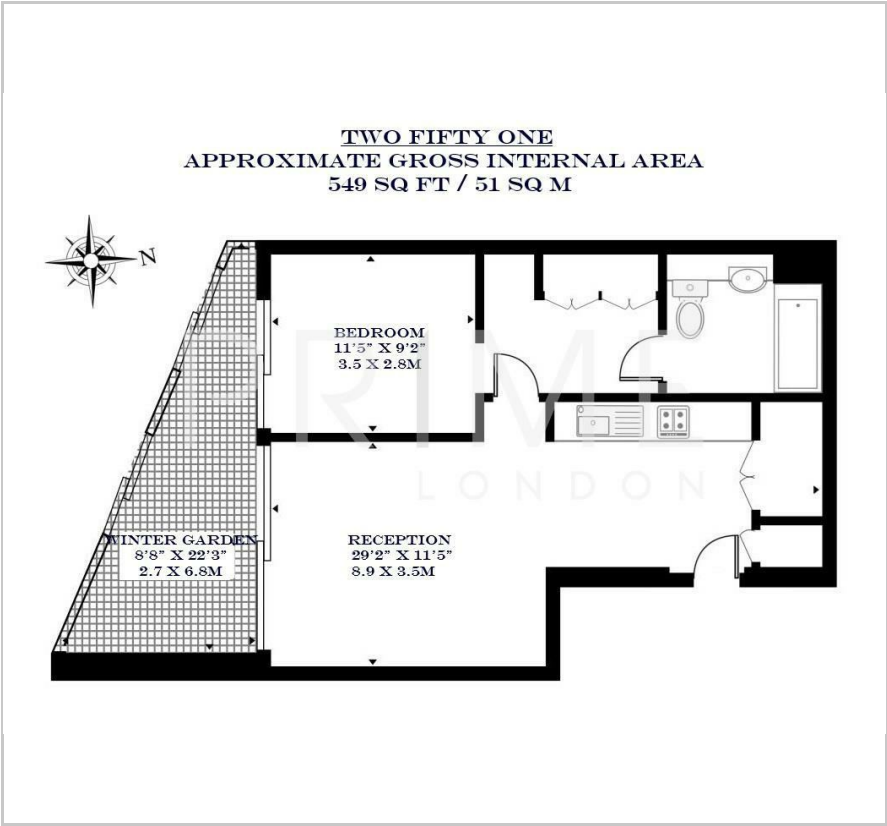 TWO FIFTY ONE
APPROXIMATE GROSS INTERNAL AREA
549 SQ FT / 51 SQ M
N
BEDROOM
11'5" X 9'2"
3.5 X 2.8M
PRIME
LONDON
WINTER GARDEN
8'8" X 22'3"
2.7 X 6.8M
RECEPTION
29'2" X 11'5"
8.9 X 3.5M